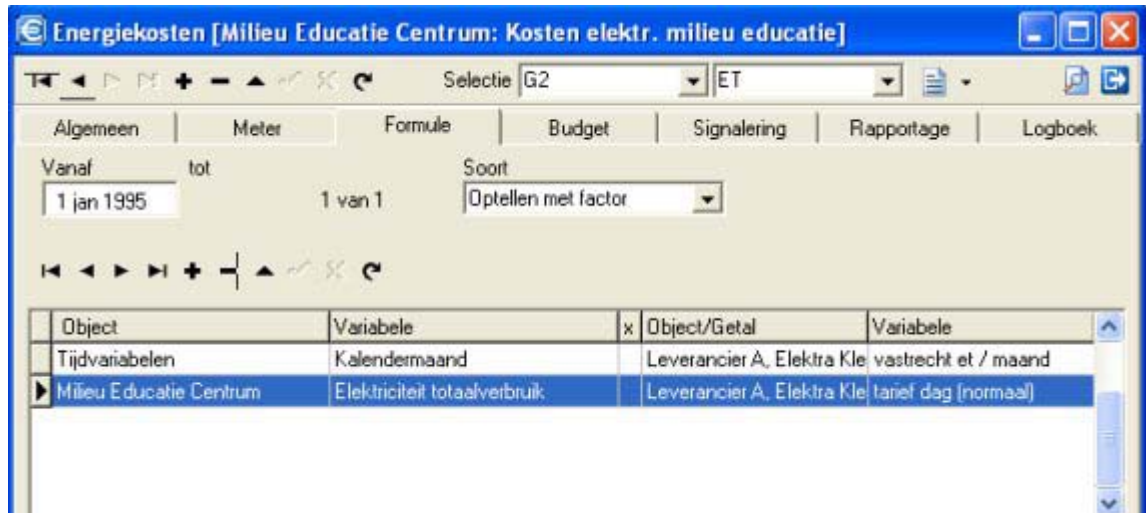 Energiekosten [Milieu Educatie Centrum: Kosten elektr. milieu educatie]
Selectie G2 ET
Algemeen Meter Formule Budget Signalering Rapportage Logboek
Vanaf tot Soort
1 jan 1995 1 van 1 Optellen met factor
Object Variabele x Object/Getal Variabele
Tijdvariabelen Kalendermaand Leverancier A, Elektra Kle vastrecht et / maand
Milieu Educatie Centrum Elektriciteit totaalverbruik Leverancier A, Elektra Kle tarief dag (normaal)